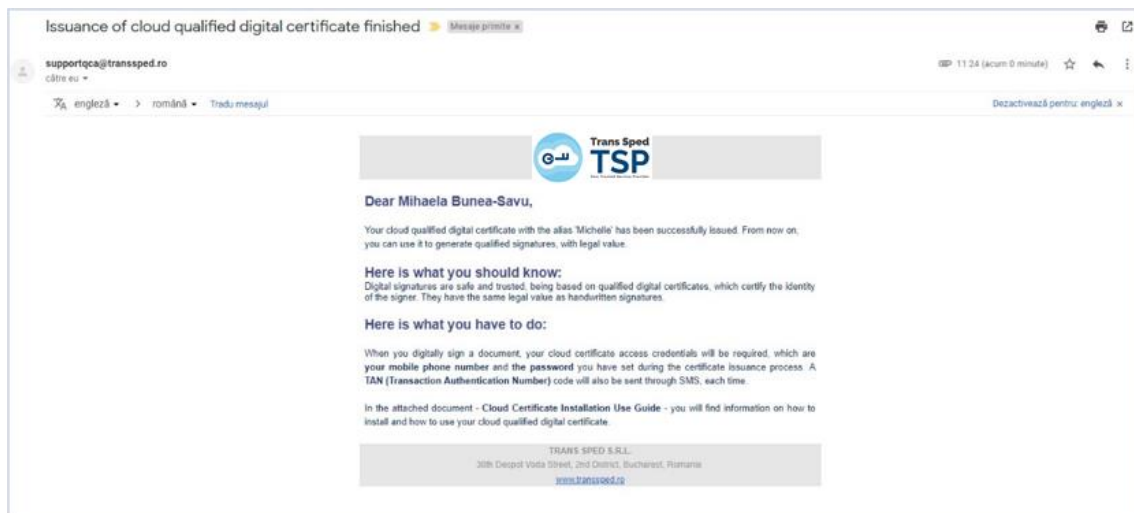 Issuance of cloud qualified digital certificate finished
Mesaje primite x
supportqca@transsped.ro
către eu
11:24 (acum 0 minute)
engleză > română Tradu mesajul
Dezactivează pentru: engleză x
Trans Sped
TSP
Dear Mihaela Bunea-Savu,
Your cloud qualified digital certificate with the alias 'Michelle' has been successfully issued. From now on,
you can use it to generate qualified signatures, with legal value.
Here is what you should know:
Digital signatures are safe and trusted, being based on qualified digital certificates, which certify the identity
of the signer. They have the same legal value as handwritten signatures.
Here is what you have to do:
When you digitally sign a document, your cloud certificate access credentials will be required, which are
your mobile phone number and the password you have set during the certificate issuance process. A
TAN (Transaction Authentication Number) code will also be sent through SMS, each time.
In the attached document - Cloud Certificate Installation Use Guide - you will find information on how to
install and how to use your cloud qualified digital certificate.
TRANS SPED S.R.L.
Despot Voda Street, 2nd District, Bucharest, Romania
www.transsped.ro